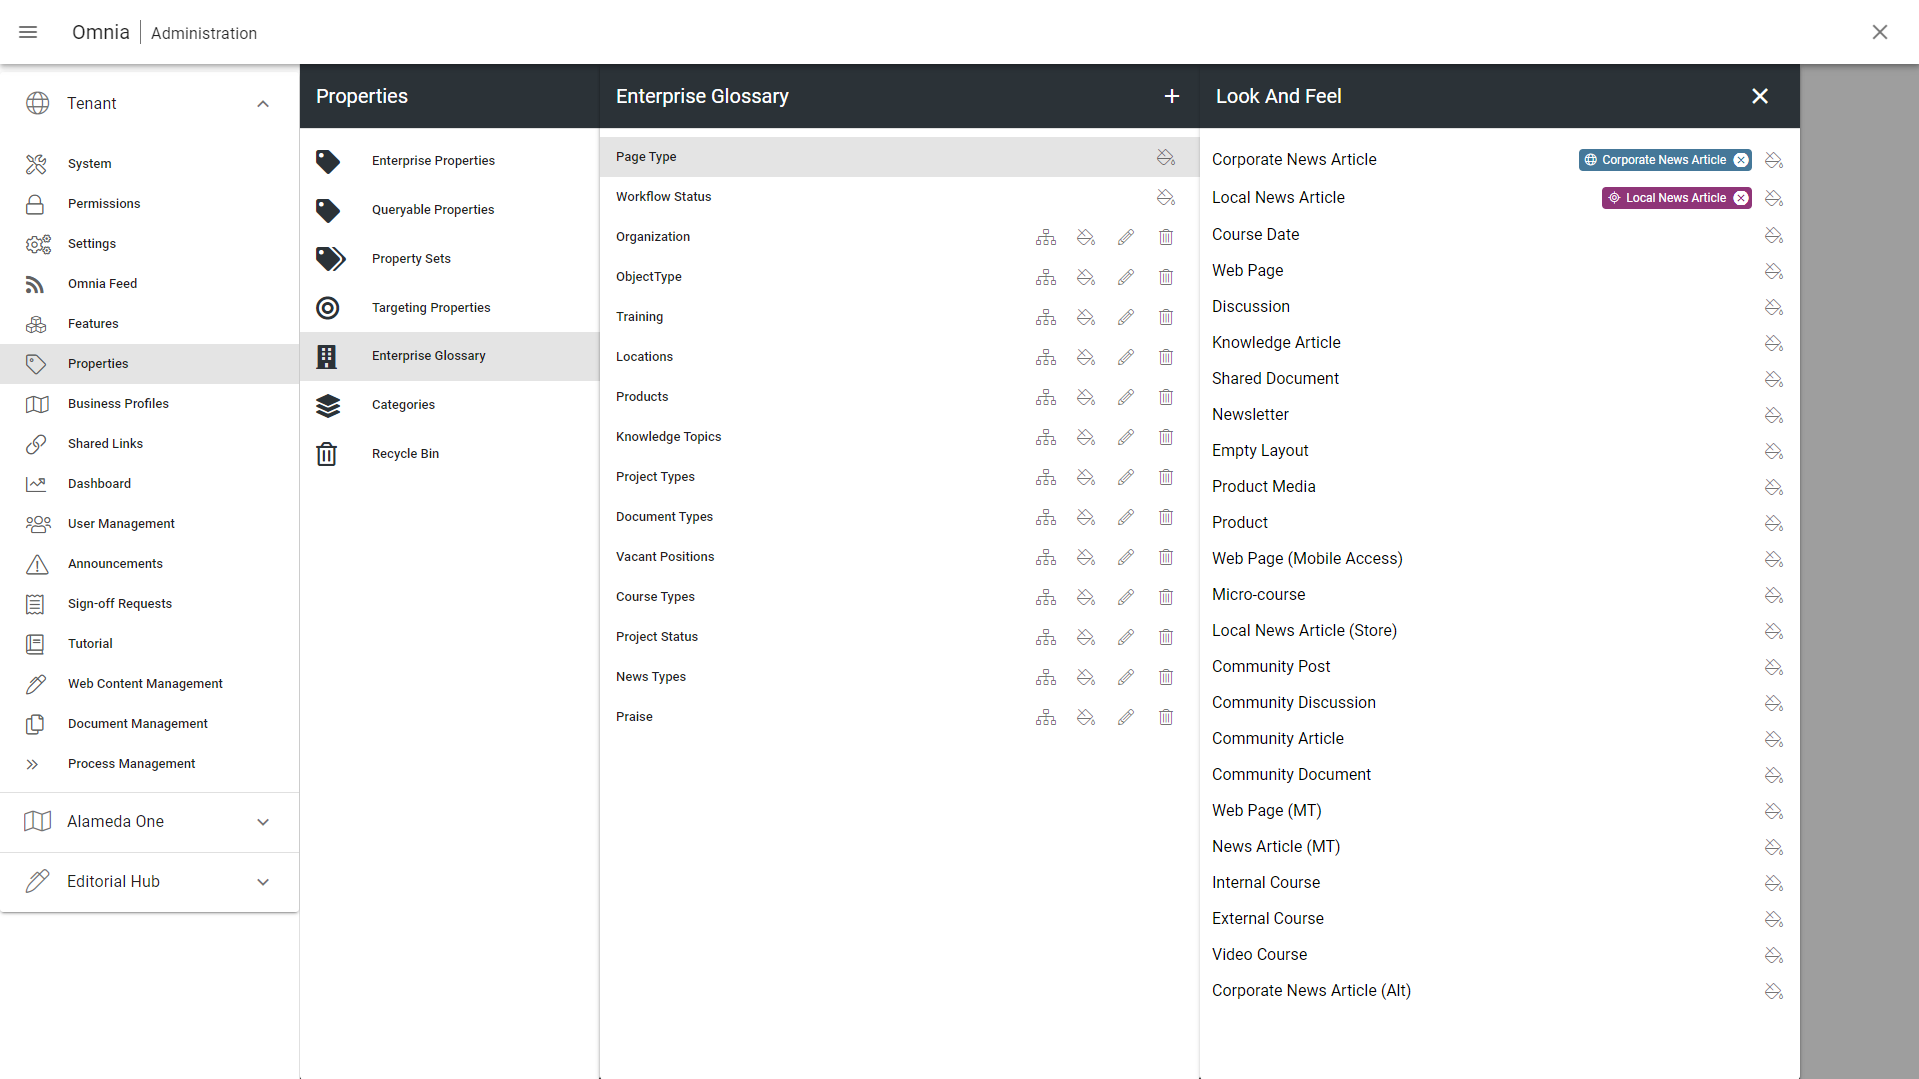 Omnia
Administration
Tenant
System
Permissions
Settings
Omnia Feed
Features
Properties
Business Profiles
Shared Links
Dashboard
User Management
Announcements
Sign-off Requests
Tutorial
Web Content Management
Document Management
Process Management
Alameda One
Editorial Hub
Properties
Enterprise Properties
Queryable Properties
Property Sets
Targeting Properties
Enterprise Glossary
Categories
Recycle Bin
Enterprise Glossary
Page Type
Workflow Status
Organization
ObjectType
Training
Locations
Products
Knowledge Topics
Project Types
Document Types
Vacant Positions
Course Types
Project Status
News Types
Praise
Look And Feel
Corporate News Article Corporate News Article
Local News Article Local News Article
Course Date
Web Page
Discussion
Knowledge Article
Shared Document
Newsletter
Empty Layout
Product Media
Product
Web Page (Mobile Access)
Micro-course
Local News Article (Store)
Community Post
Community Discussion
Community Article
Community Document
Web Page (MT)
News Article (MT)
Internal Course
External Course
Video Course
Corporate News Article (Alt)